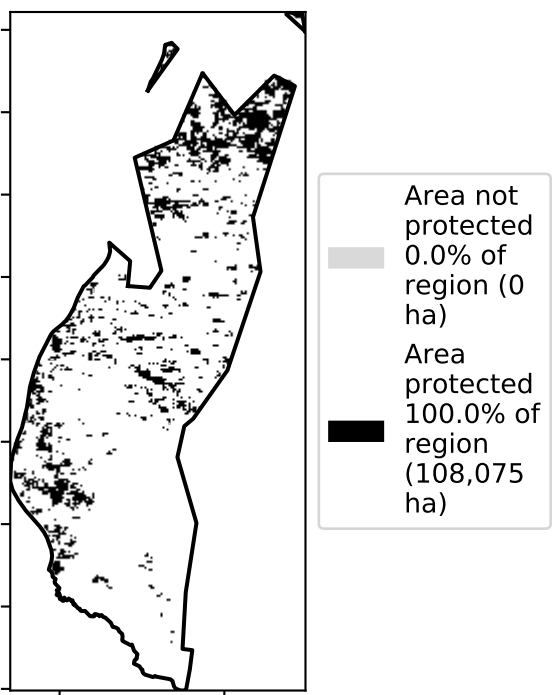 Area not
protected
0.0% of
region (0
ha)
Area
protected
100.0% of
region
(108,075
ha)